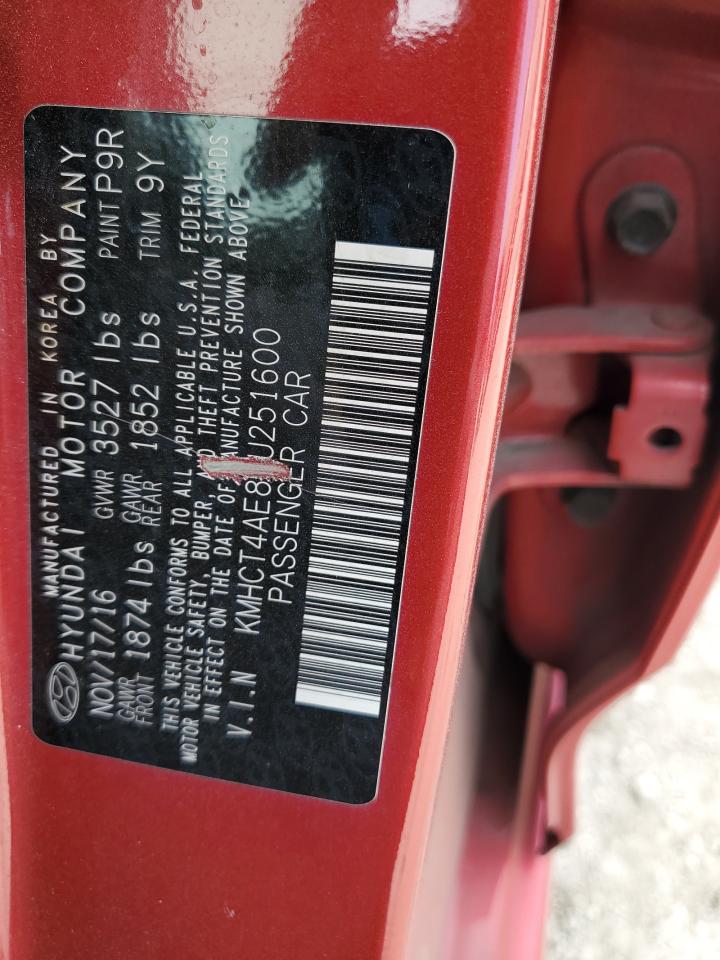 MANUFACTURED IN KOREA BY
HYUNDAI MOTOR COMPANY
NOV/17/16 GVWR 3527 lbs PAINT P9R
GAWR FRONT 1874 lbs GAWR REAR 1852 lbs TRIM 9Y
THIS VEHICLE CONFORMS TO ALL APPLICABLE U.S.A. FEDERAL
MOTOR VEHICLE SAFETY, BUMPER, AND THEFT PREVENTION STANDARDS
IN EFFECT ON THE DATE OF MANUFACTURE SHOWN ABOVE
V.I.N KMHCT4AE8 U251600
PASSENGER CAR